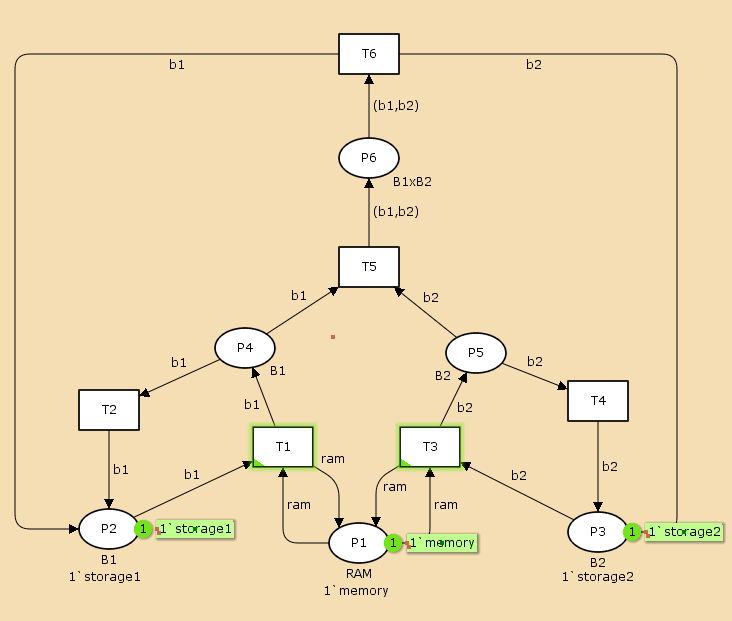 T6
b1
b2
(b1,b2)
P6
B1xB2
(b1,b2)
T5
b1
b2
P4
B1
P5
B2
b1
b2
T2
b1
b2
T4
T1
T3
ram
b1
b1
ram
b2
b2
ram
ram
P2
1
1`storage1
B1
1`storage1
P1
1
1`memory
RAM
1`memory
P3
1
1`storage2
B2
1`storage2